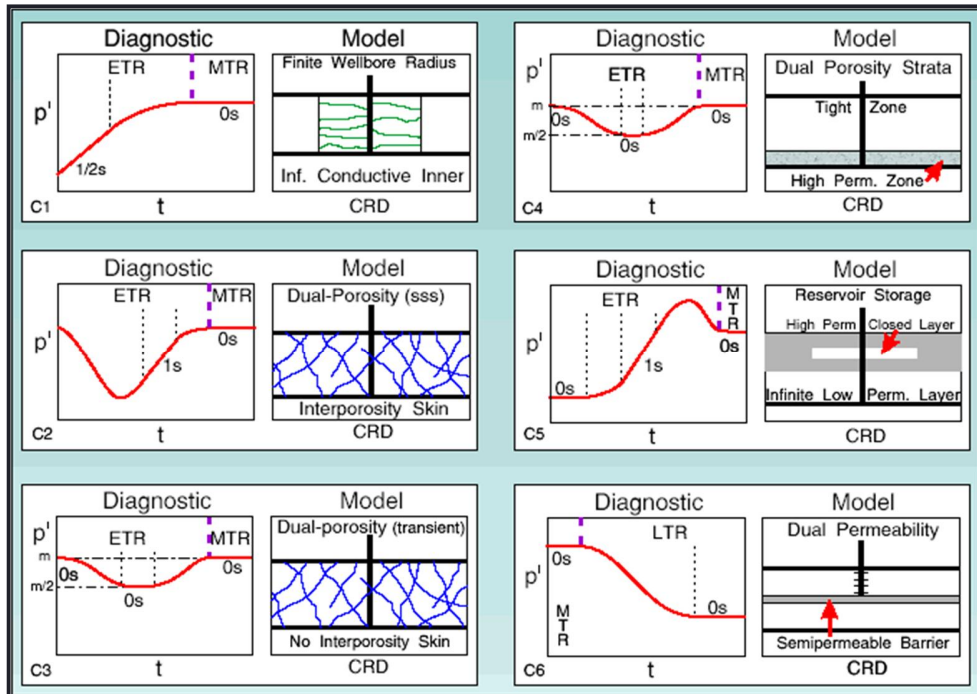 Diagnostic Model
ETR MTR
Finite Wellbore Radius
p'
0s
1/2s
Inf. Conductive Inner
t
CRD
C1
Diagnostic Model
ETR MTR
Dual-Porosity (sss)
p'
0s
1s
Interporosity Skin
t
CRD
C2
Diagnostic Model
p'
Dual-porosity (transient)
ETR MTR
m
0s 0s
m/2
0s
No Interporosity Skin
t
CRD
C3
Diagnostic Model
Dual Porosity Strata
ETR MTR
p'
m
Tight Zone
0s 0s
m/2
0s
High Perm. Zone
t
CRD
C4
Diagnostic Model
ETR
MTR
Reservoir Storage
High Perm Closed Layer
p'
1s
0s
0s
Infinite Low Perm. Layer
t
CRD
C5
Diagnostic Model
Dual Permeability
LTR
0s
p'
0s
MTR
Semipermeable Barrier
t
CRD
C6